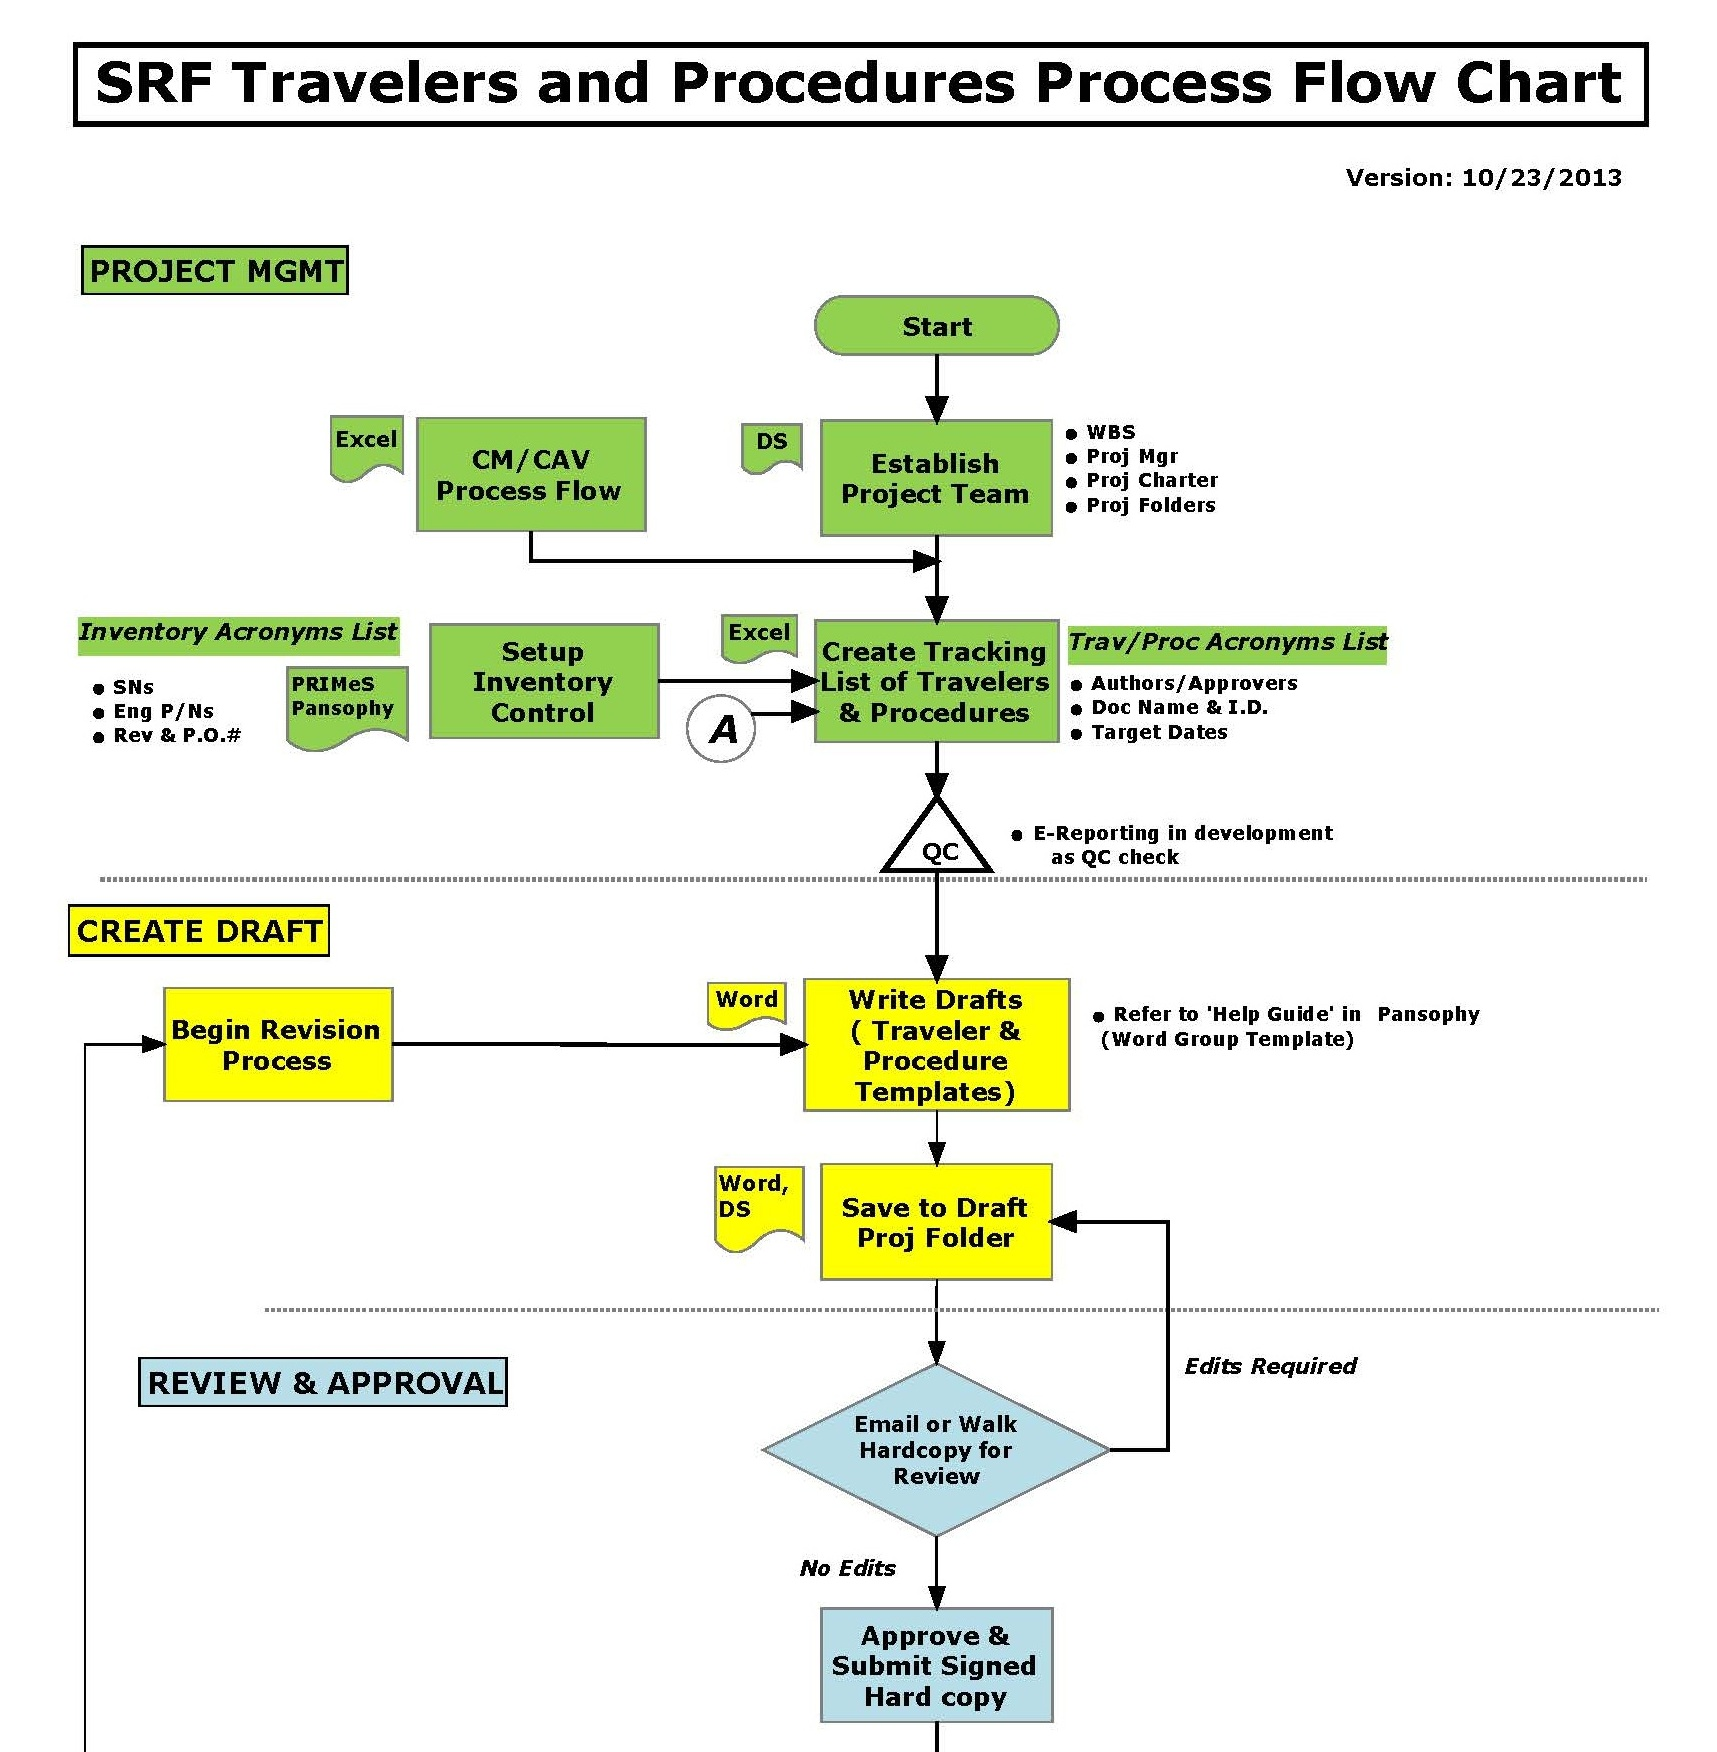 SRF Travelers and Procedures Process Flow Chart
Version: 10/23/2013
PROJECT MGMT
Start
Excel
CM/CAV
Process Flow
DS
Establish
Project Team
● WBS
● Proj Mgr
● Proj Charter
● Proj Folders
Inventory Acronyms List
● SNs
● Eng P/Ns
● Rev & P.O.#
PRIMeS
Pansophy
Setup
Inventory
Control
Excel
A
Create Tracking
List of Travelers
& Procedures
Trav/Proc Acronyms List
● Authors/Approvers
● Doc Name & I.D.
● Target Dates
QC
● E-Reporting in development
as QC check
CREATE DRAFT
Begin Revision
Process
Word
Write Drafts
( Traveler &
Procedure
Templates)
● Refer to 'Help Guide' in Pansophy
(Word Group Template)
Word,
DS
Save to Draft
Proj Folder
REVIEW & APPROVAL
Edits Required
Email or Walk
Hardcopy for
Review
No Edits
Approve &
Submit Signed
Hard copy